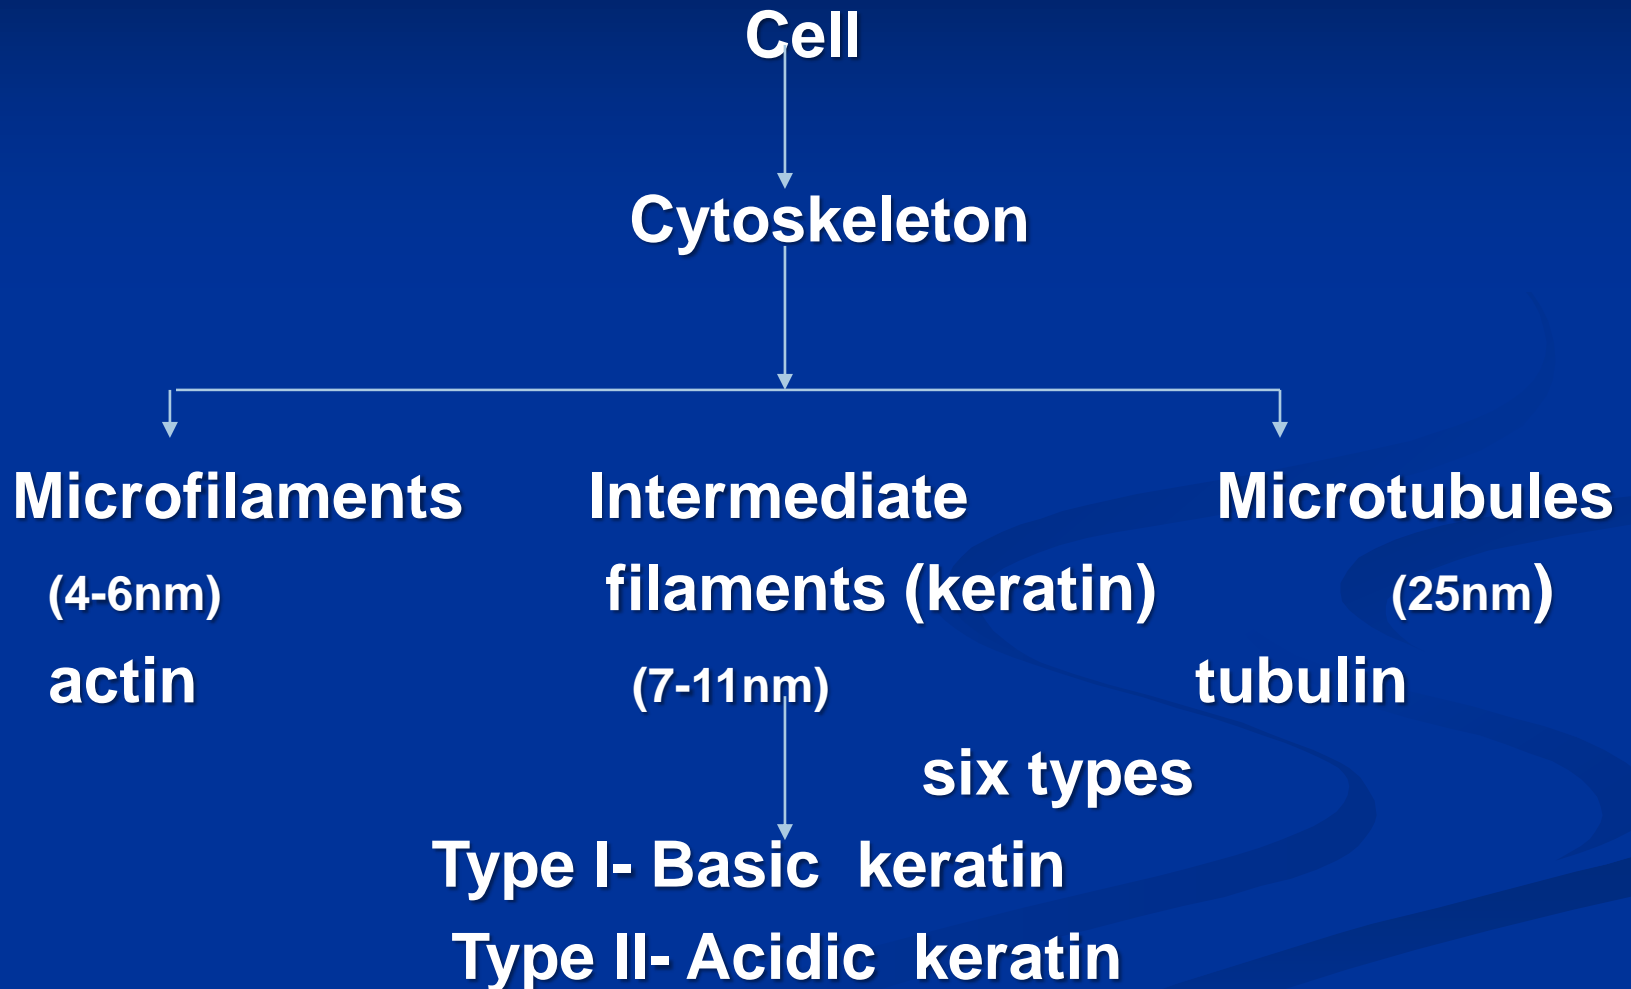 Cell
Cytoskeleton
Microfilaments Intermediate Microtubules
(4-6nm) filaments (keratin) (25nm)
actin (7-11nm) tubulin
six types
Type I- Basic keratin
Type II- Acidic keratin